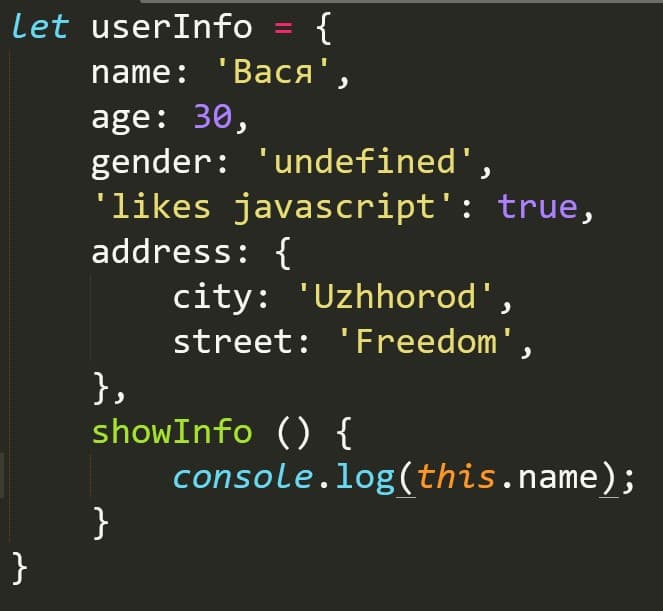 let userInfo = {
    name: 'Вася',
    age: 30,
    gender: 'undefined',
    'likes javascript': true,
    address: {
        city: 'Uzhhorod',
        street: 'Freedom',
    },
    showInfo () {
        console.log(this.name);
    }
}